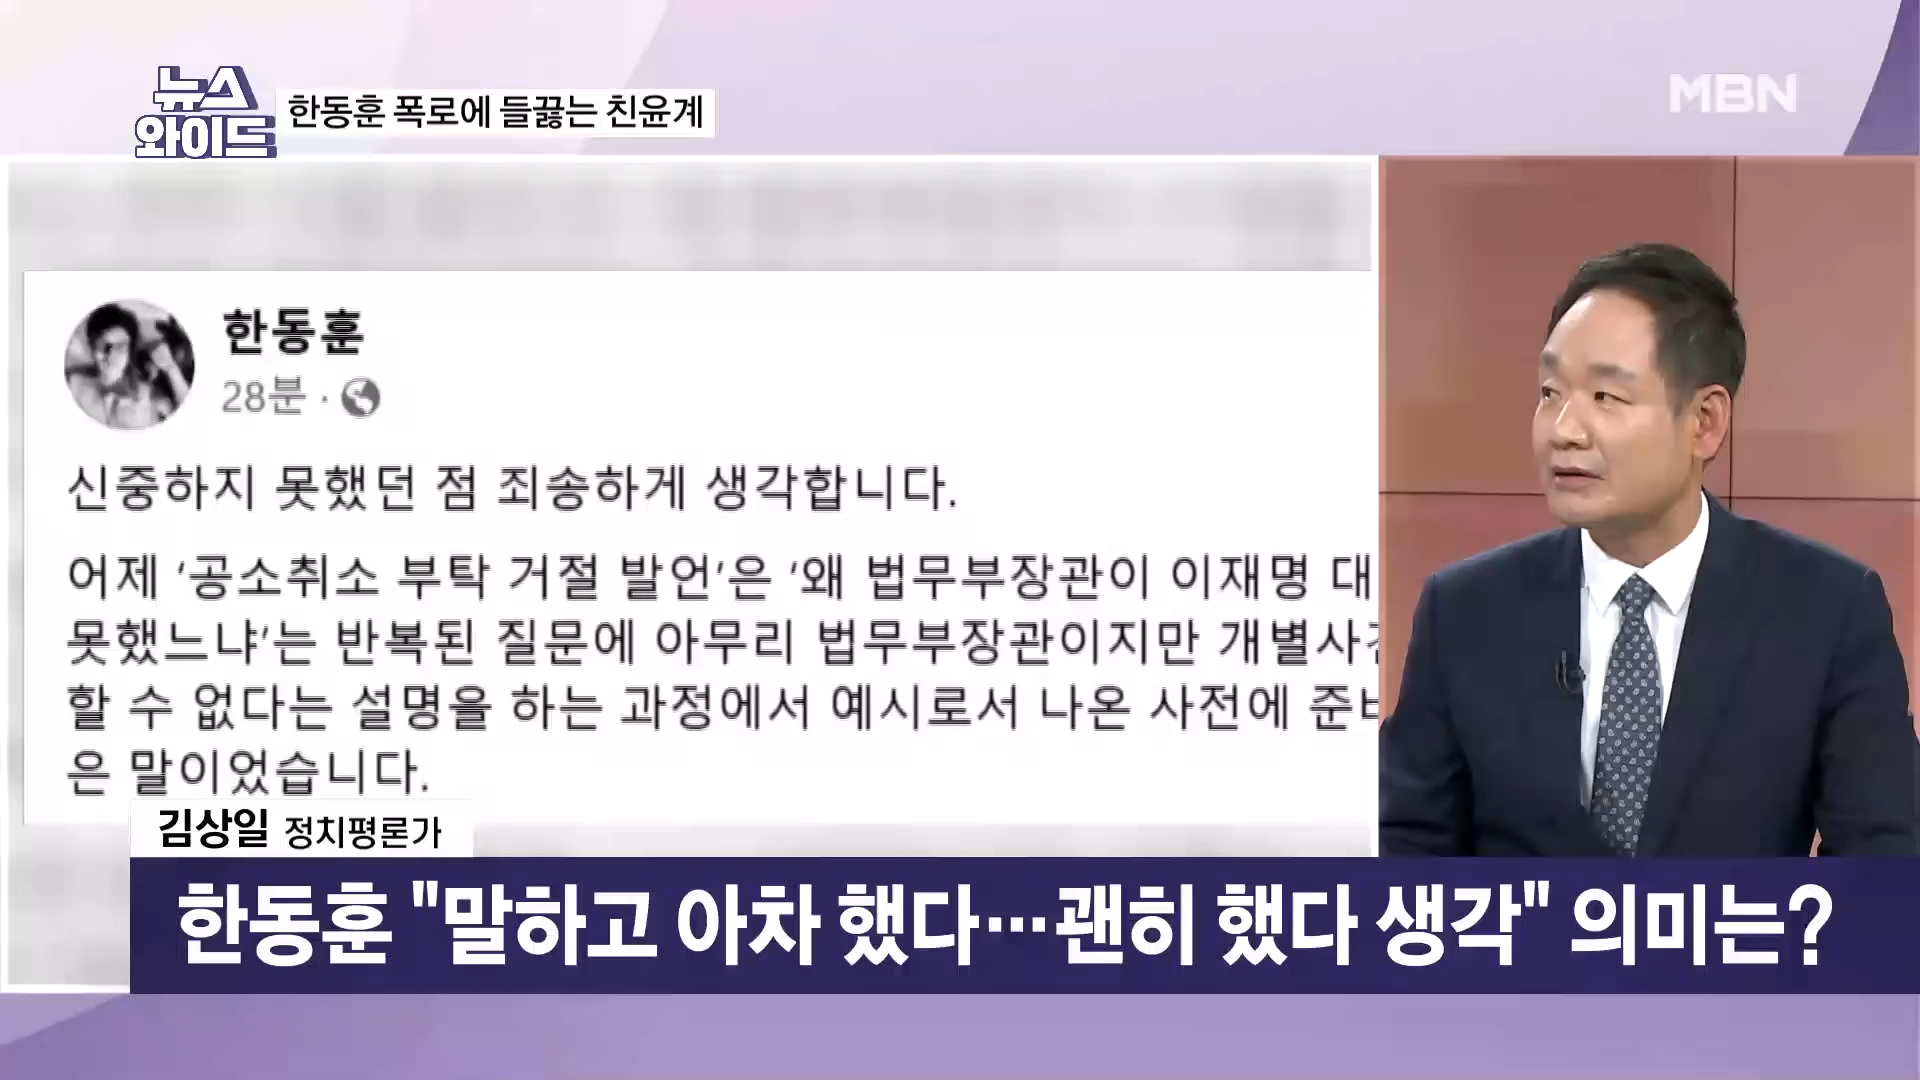 뉴스
와이드
한동훈 폭로에 들끓는 친윤계
MBN
한동훈
28분 ·
신중하지 못했던 점 죄송하게 생각합니다.
어제 '공소취소 부탁 거절 발언'은 '왜 법무부장관이 이재명 대
못했느냐'는 반복된 질문에 아무리 법무부장관이지만 개별사
할 수 없다는 설명을 하는 과정에서 예시로서 나온 사전에 준
은 말이었습니다.
김상일 정치평론가
한동훈 "말하고 아차 했다…괜히 했다 생각" 의미는?